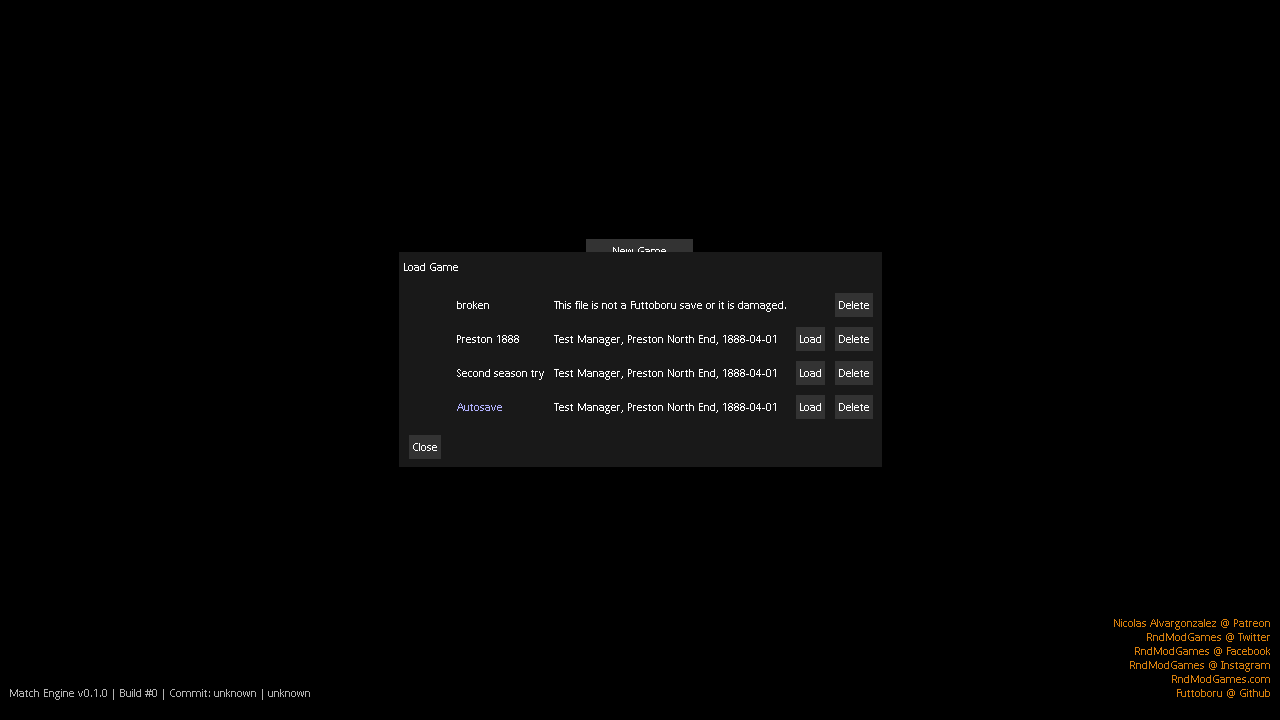 New Game
Load Game
broken This file is not a Futtoboru save or it is damaged. Delete
Preston 1888 Test Manager, Preston North End, 1888-04-01 Load Delete
Second season try Test Manager, Preston North End, 1888-04-01 Load Delete
Autosave Test Manager, Preston North End, 1888-04-01 Load Delete
Close
Nicolas Alvargonzalez @ Patreon
RndModGames @ Twitter
RndModGames @ Facebook
RndModGames @ Instagram
RndModGames.com
Futtoboru @ Github
Match Engine v0.1.0 | Build #0 | Commit: unknown | unknown